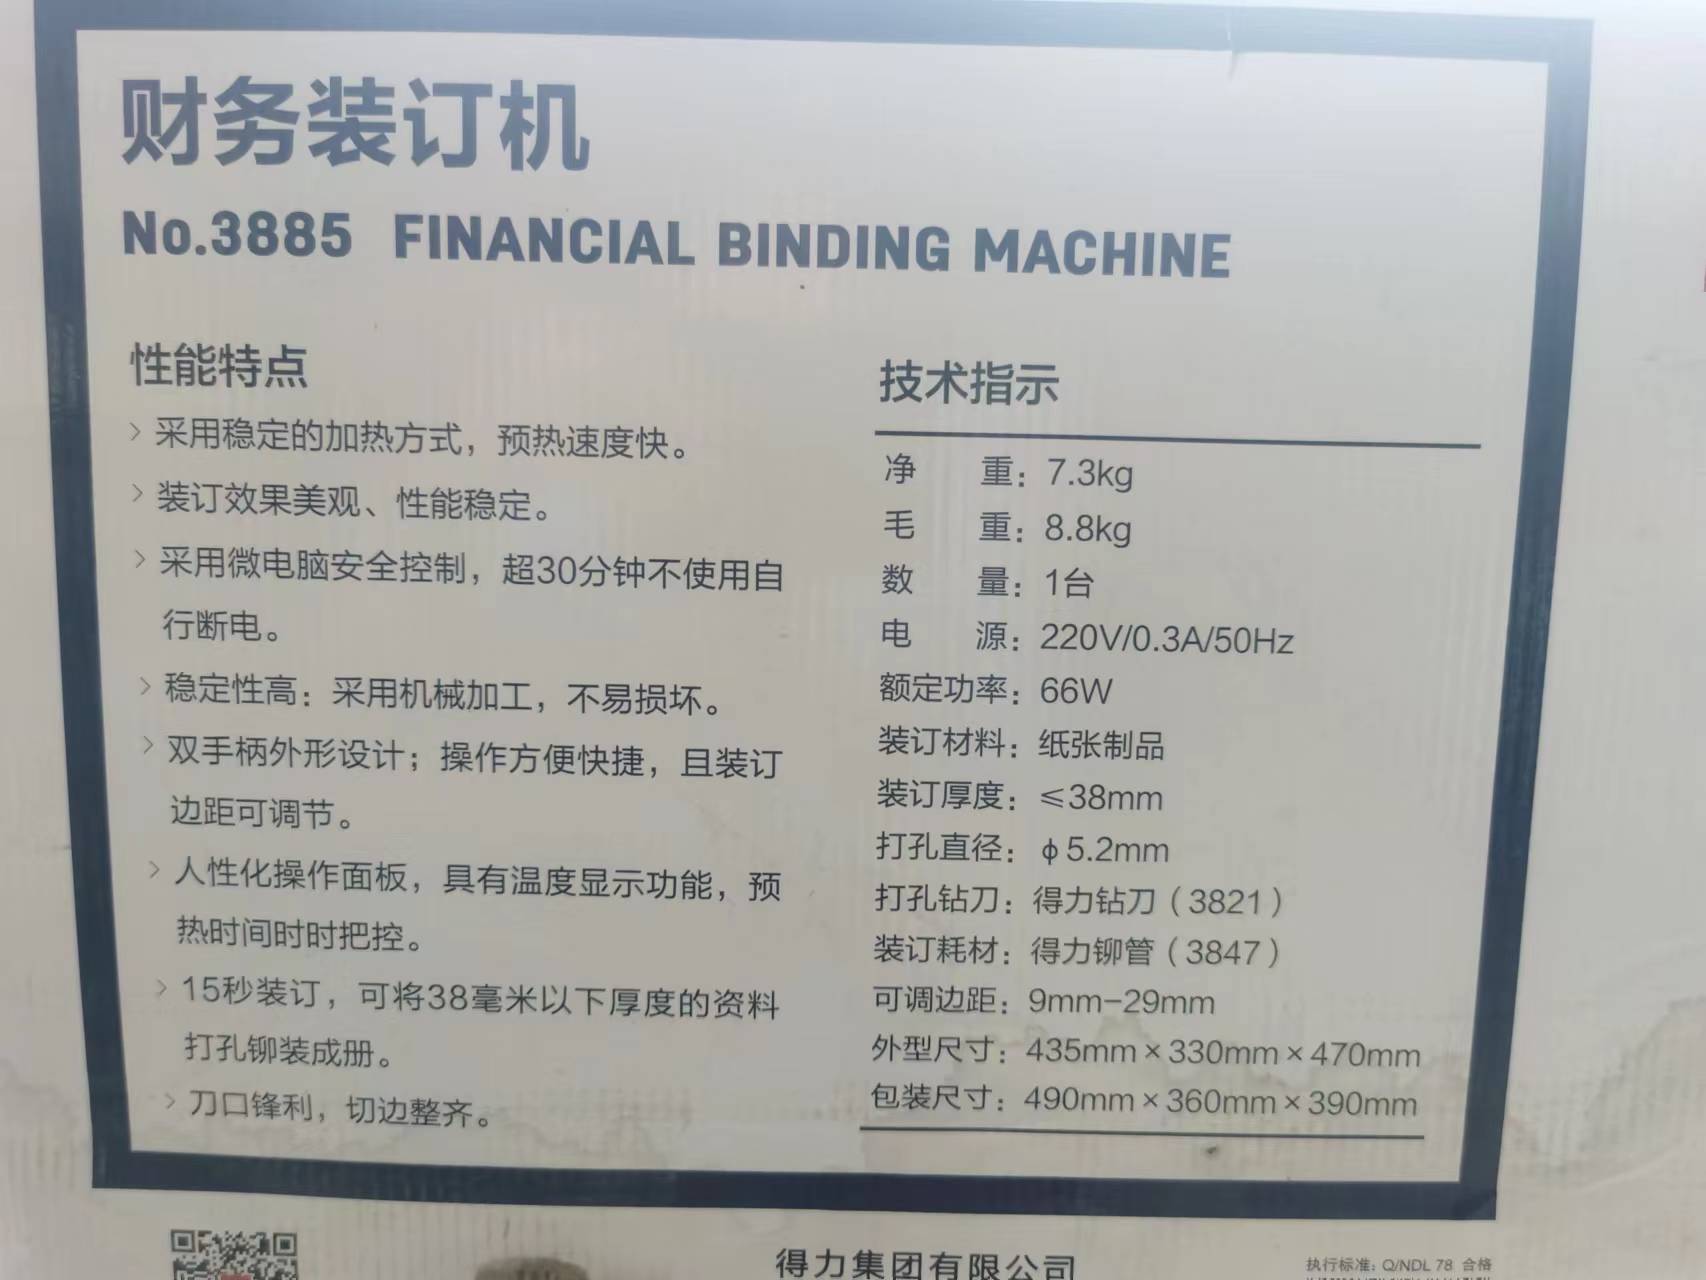 财务装订机
No.3885 FINANCIAL BINDING MACHINE
性能特点
> 采用稳定的加热方式，预热速度快。
> 装订效果美观、性能稳定。
> 采用微电脑安全控制，超30分钟不使用自
行断电。
> 稳定性高：采用机械加工，不易损坏。
> 双手柄外形设计；操作方便快捷，且装订
边距可调节。
> 人性化操作面板，具有温度显示功能，预
热时间时时把控。
> 15秒装订，可将38毫米以下厚度的资料
打孔铆装成册。
> 刀口锋利，切边整齐。
技术指示
净 重：7.3kg
毛 重：8.8kg
数 量：1台
电 源：220V/0.3A/50Hz
额定功率：66W
装订材料：纸张制品
装订厚度：≤38mm
打孔直径：φ5.2mm
打孔钻刀：得力钻刀（3821）
装订耗材：得力铆管（3847）
可调边距：9mm-29mm
外型尺寸：435mm×330mm×470mm
包装尺寸：490mm×360mm×390mm
得力集团有限公司
执行标准：Q/NDL 78 合格